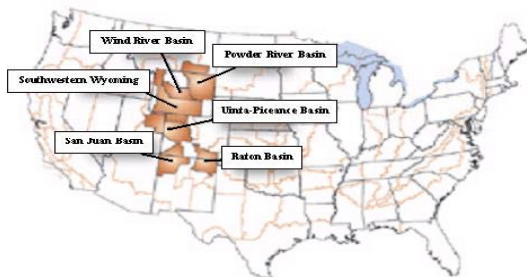 Wind River Basin
Powder River Basin
Southwestern Wyoming
Uinta-Piceance Basin
San Juan Basin
Raton Basin